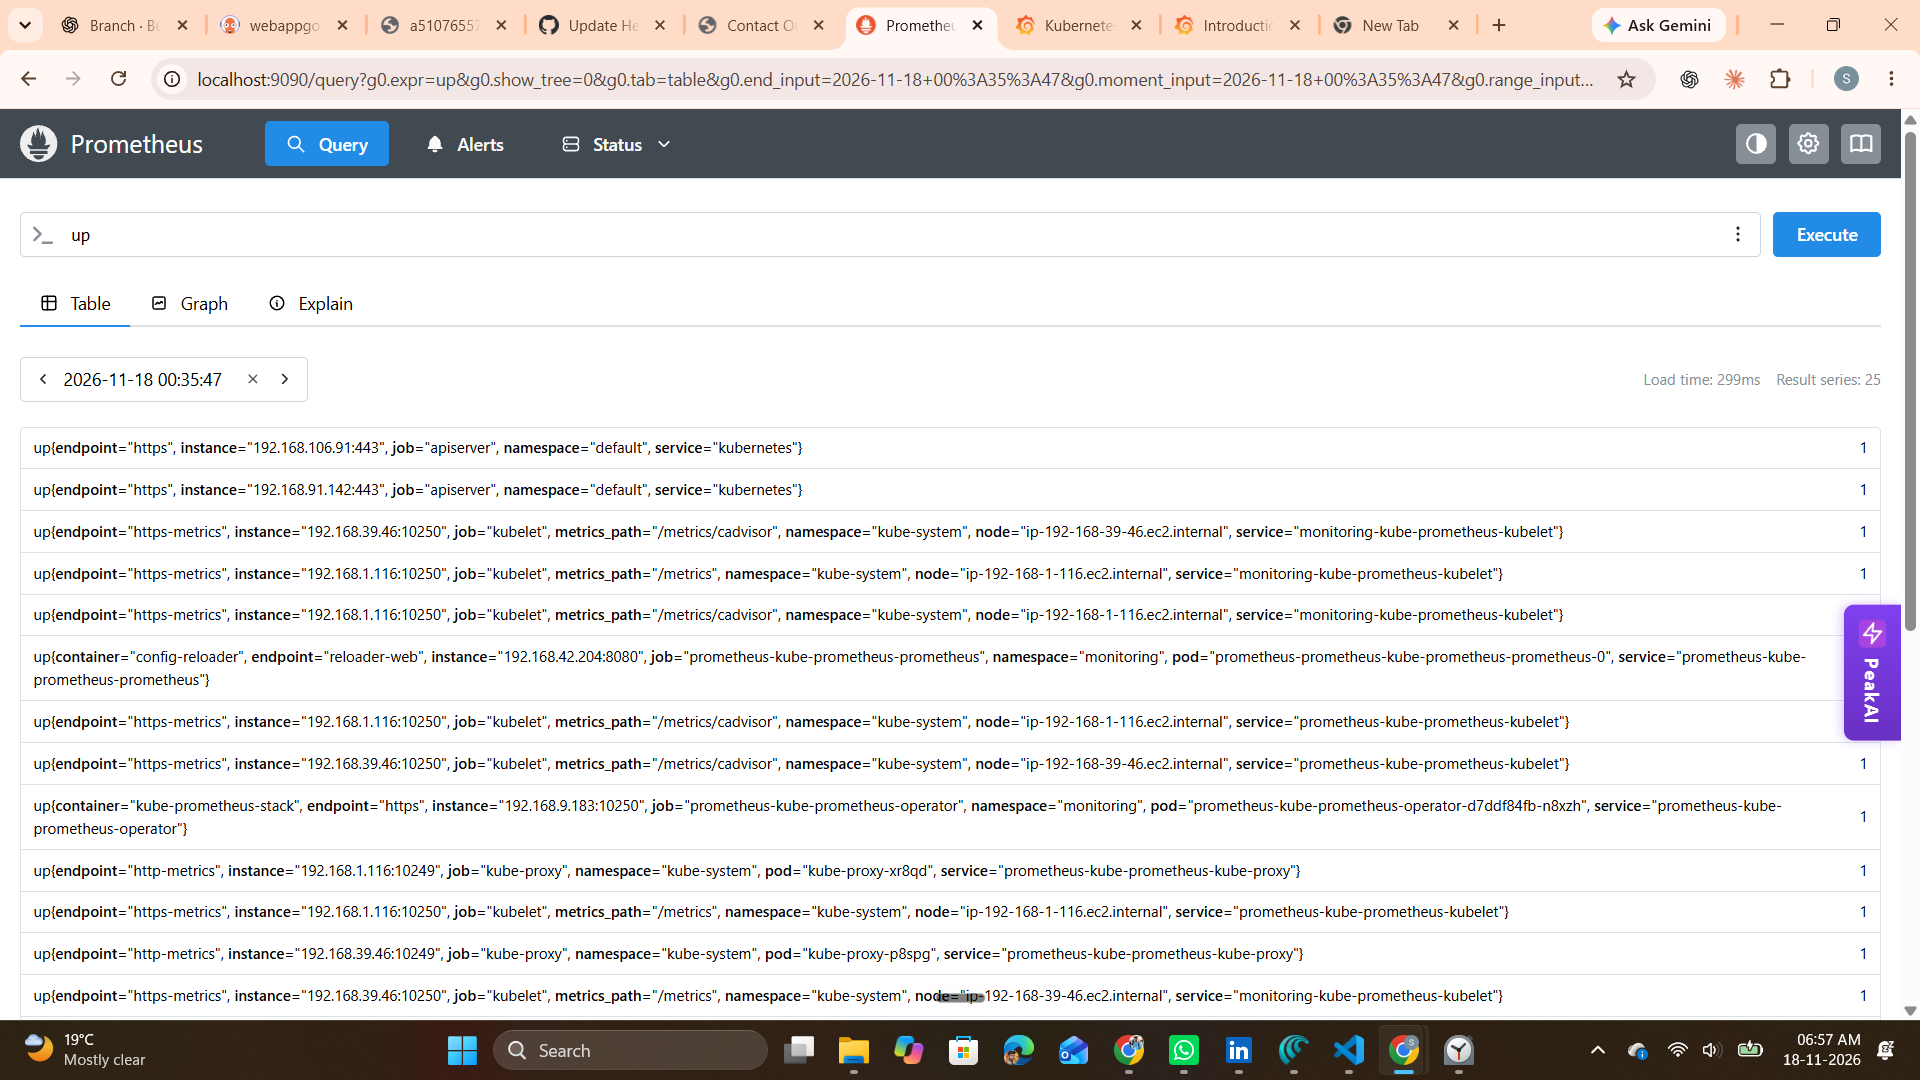 Branch · Bu
webappgo
a5107655
Update He
Contact O
Prometheu
Kubernete
Introductio
New Tab
Ask Gemini
localhost:9090/query?g0.expr=up&g0.show_tree=0&g0.tab=table&g0.end_input=2026-11-18+00%3A35%3A47&g0.moment_input=2026-11-18+00%3A35%3A47&g0.range_input...
S
Prometheus
Query
Alerts
Status
>_ up
Execute
Table
Graph
Explain
2026-11-18 00:35:47
Load time: 299ms Result series: 25
up{endpoint="https", instance="192.168.106.91:443", job="apiserver", namespace="default", service="kubernetes"} 1
up{endpoint="https", instance="192.168.91.142:443", job="apiserver", namespace="default", service="kubernetes"} 1
up{endpoint="https-metrics", instance="192.168.39.46:10250", job="kubelet", metrics_path="/metrics/cadvisor", namespace="kube-system", node="ip-192-168-39-46.ec2.internal", service="monitoring-kube-prometheus-kubelet"} 1
up{endpoint="https-metrics", instance="192.168.1.116:10250", job="kubelet", metrics_path="/metrics", namespace="kube-system", node="ip-192-168-1-116.ec2.internal", service="monitoring-kube-prometheus-kubelet"} 1
up{endpoint="https-metrics", instance="192.168.1.116:10250", job="kubelet", metrics_path="/metrics/cadvisor", namespace="kube-system", node="ip-192-168-1-116.ec2.internal", service="monitoring-kube-prometheus-kubelet"}
up{container="config-reloader", endpoint="reloader-web", instance="192.168.42.204:8080", job="prometheus-kube-prometheus-prometheus", namespace="monitoring", pod="prometheus-prometheus-kube-prometheus-prometheus-0", service="prometheus-kube-
prometheus-prometheus"}
up{endpoint="https-metrics", instance="192.168.1.116:10250", job="kubelet", metrics_path="/metrics/cadvisor", namespace="kube-system", node="ip-192-168-1-116.ec2.internal", service="prometheus-kube-prometheus-kubelet"}
up{endpoint="https-metrics", instance="192.168.39.46:10250", job="kubelet", metrics_path="/metrics/cadvisor", namespace="kube-system", node="ip-192-168-39-46.ec2.internal", service="prometheus-kube-prometheus-kubelet"} 1
up{container="kube-prometheus-stack", endpoint="https", instance="192.168.9.183:10250", job="prometheus-kube-prometheus-operator", namespace="monitoring", pod="prometheus-kube-prometheus-operator-d7ddf84fb-n8xzh", service="prometheus-kube-
prometheus-operator"} 1
up{endpoint="http-metrics", instance="192.168.1.116:10249", job="kube-proxy", namespace="kube-system", pod="kube-proxy-xr8qd", service="prometheus-kube-prometheus-kube-proxy"} 1
up{endpoint="https-metrics", instance="192.168.1.116:10250", job="kubelet", metrics_path="/metrics", namespace="kube-system", node="ip-192-168-1-116.ec2.internal", service="prometheus-kube-prometheus-kubelet"} 1
up{endpoint="http-metrics", instance="192.168.39.46:10249", job="kube-proxy", namespace="kube-system", pod="kube-proxy-p8spg", service="prometheus-kube-prometheus-kube-proxy"} 1
up{endpoint="https-metrics", instance="192.168.39.46:10250", job="kubelet", metrics_path="/metrics", namespace="kube-system", node="ip-192-168-39-46.ec2.internal", service="monitoring-kube-prometheus-kubelet"} 1
PeakAI
19°C
Mostly clear
Search
06:57 AM
18-11-2026